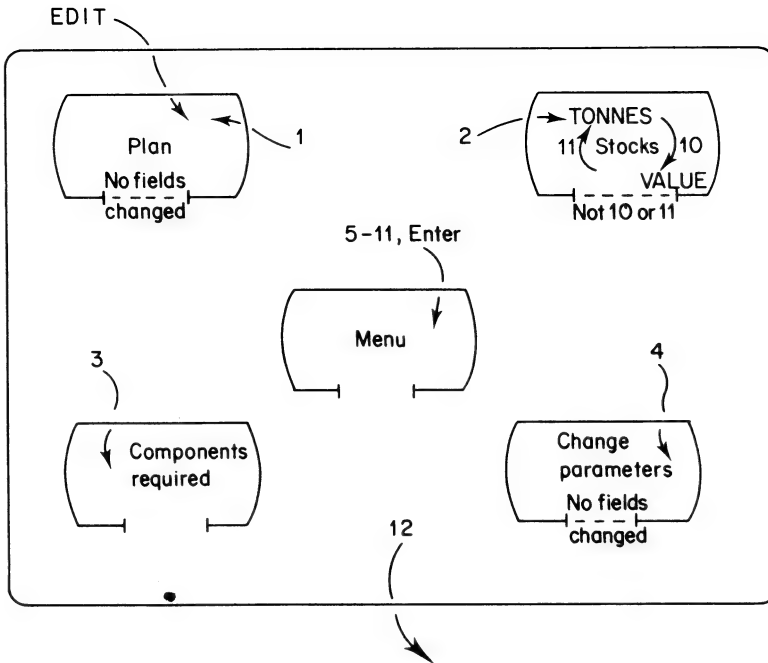 EDIT
1
Plan
No fields
changed
2
TONNES
11 Stocks 10
VALUE
Not 10 or 11
5-11, Enter
Menu
3
Components
required
4
Change
parameters
No fields
changed
12